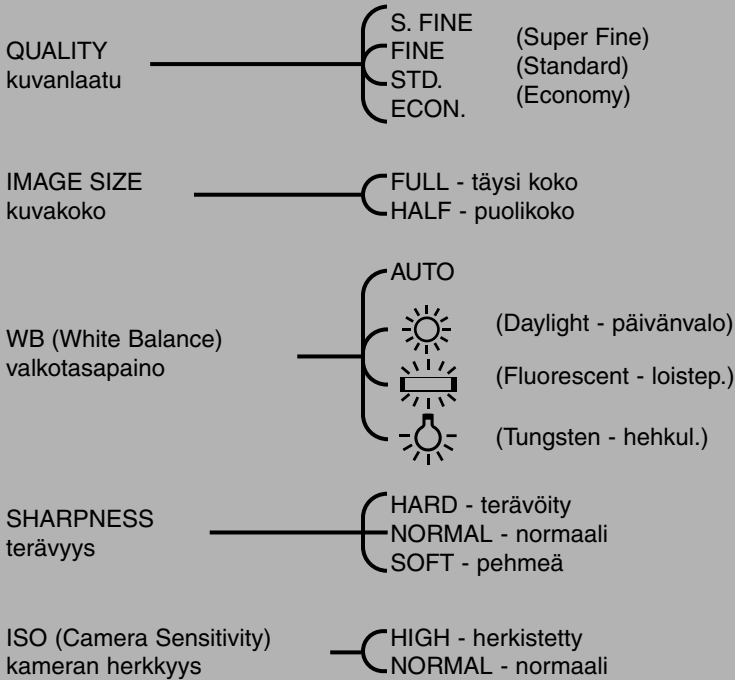 QUALITY
kuvanlaatu
S. FINE
FINE
STD.
ECON.
(Super Fine)
(Standard)
(Economy)
IMAGE SIZE
kuvakoko
FULL - täysi koko
HALF - puolikoko
WB (White Balance)
valkotasapaino
AUTO
(Daylight - päivänvalo)
(Fluorescent - loistep.)
(Tungsten - hehkul.)
SHARPNESS
terävyys
HARD - terävöity
NORMAL - normaali
SOFT - pehmeä
ISO (Camera Sensitivity)
kameran herkkyys
HIGH - herkistetty
NORMAL - normaali